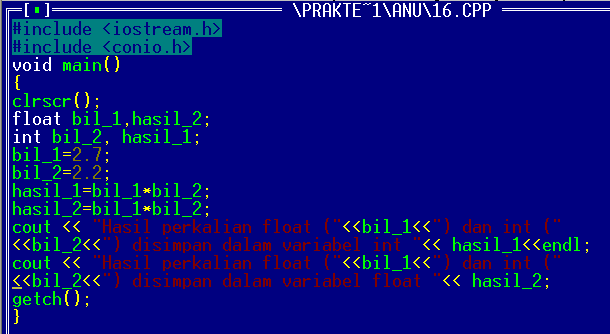 [▪] \PRAKTE~1\ANU\16.CPP
#include <iostream.h>
#include <conio.h>
void main()
{
clrscr();
float bil_1,hasil_2;
int bil_2, hasil_1;
bil_1=2.7;
bil_2=2.2;
hasil_1=bil_1*bil_2;
hasil_2=bil_1*bil_2;
cout << "Hasil perkalian float ("<<bil_1<<") dan int ("
<<bil_2<<") disimpan dalam variabel int "<< hasil_1<<endl;
cout << "Hasil perkalian float ("<<bil_1<<") dan int ("
<<bil_2<<") disimpan dalam variabel float "<< hasil_2;
getch();
}